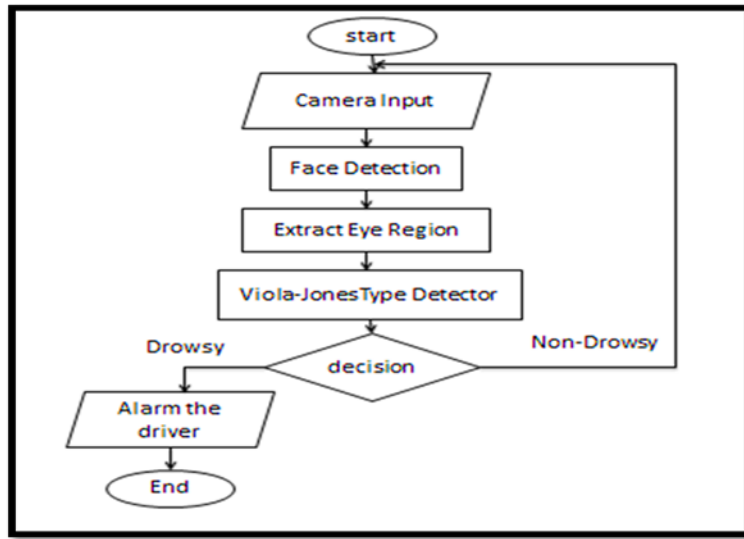 start
Camera Input
Face Detection
Extract Eye Region
Viola-JonesType Detector
Drowsy
Non-Drowsy
decision
Alarm the
driver
End